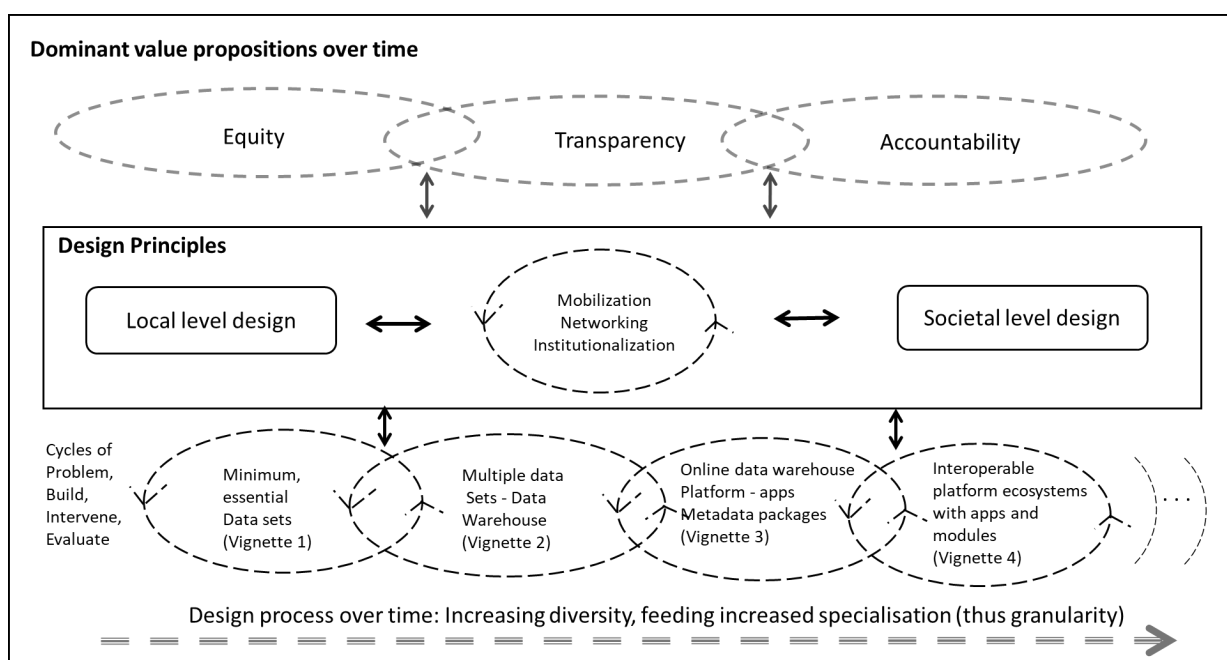 Dominant value propositions over time
Equity
Transparency
Accountability
Design Principles
Local level design
Mobilization
Networking
Institutionalization
Societal level design
Cycles of
Problem,
Build,
Intervene,
Evaluate
Minimum,
essential
Data sets
(Vignette 1)
Multiple data
Sets - Data
Warehouse
(Vignette 2)
Online data warehouse
Platform - apps
Metadata packages
(Vignette 3)
Interoperable
platform ecosystems
with apps and
modules
(Vignette 4)
...
Design process over time: Increasing diversity, feeding increased specialisation (thus granularity)